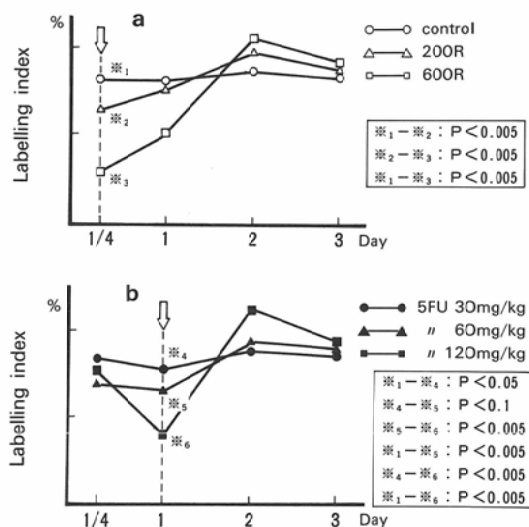 a
%
Labelling index
control
200R
600R
※₁
※₂
※₃
※₁−※₂ : P<0.005
※₂−※₃ : P<0.005
※₁−※₃ : P<0.005
1/4 1 2 3 Day
b
%
Labelling index
5FU 30mg/kg
〃 60mg/kg
〃 120mg/kg
※₄
※₅
※₆
※₁−※₄ : P<0.05
※₄−※₅ : P<0.1
※₅−※₆ : P<0.005
※₁−※₅ : P<0.005
※₄−※₆ : P<0.005
※₁−※₆ : P<0.005
1/4 1 2 3 Day